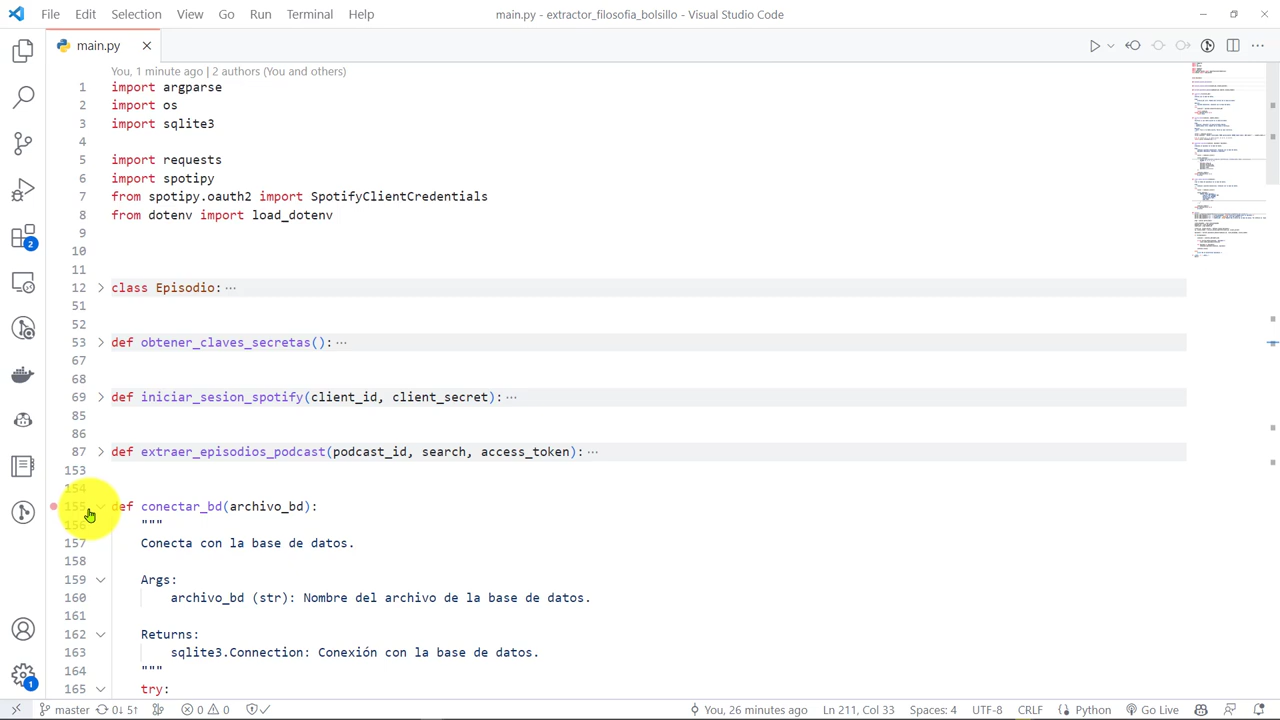 File Edit Selection View Go Run Terminal Help
main.py - extractor_filosofia_bolsillo - Visual Studio Code
main.py
You, 1 minute ago | 2 authors (You and
1 import argparse
2 import os
3 import sqlite3
4
5 import requests
6 import spotipy
7 from import
8 from dotenv import load_dotenv
9
10
11
12 class Episodio:
51
52
53 def obtener_claves_secretas():
67
68
69 def iniciar_sesion_spotify(client_id, client_secret):
85
86
87 def extraer_episodios_podcast(podcast_id, search, access_token):
153
154
155 def conectar_bd(archivo_bd):
156 """
157 Conecta con la base de datos.
158
159 Args:
160 archivo_bd (str): Nombre del archivo de la base de datos.
161
162 Returns:
163 sqlite3.Connection: Conexión con la base de datos.
164 """
165 try:
2
1
master 0↓ 5↑ 0 0 You, 26 minutes ago Ln 211, Col 33 Spaces: 4 UTF-8 CRLF Python Go Live